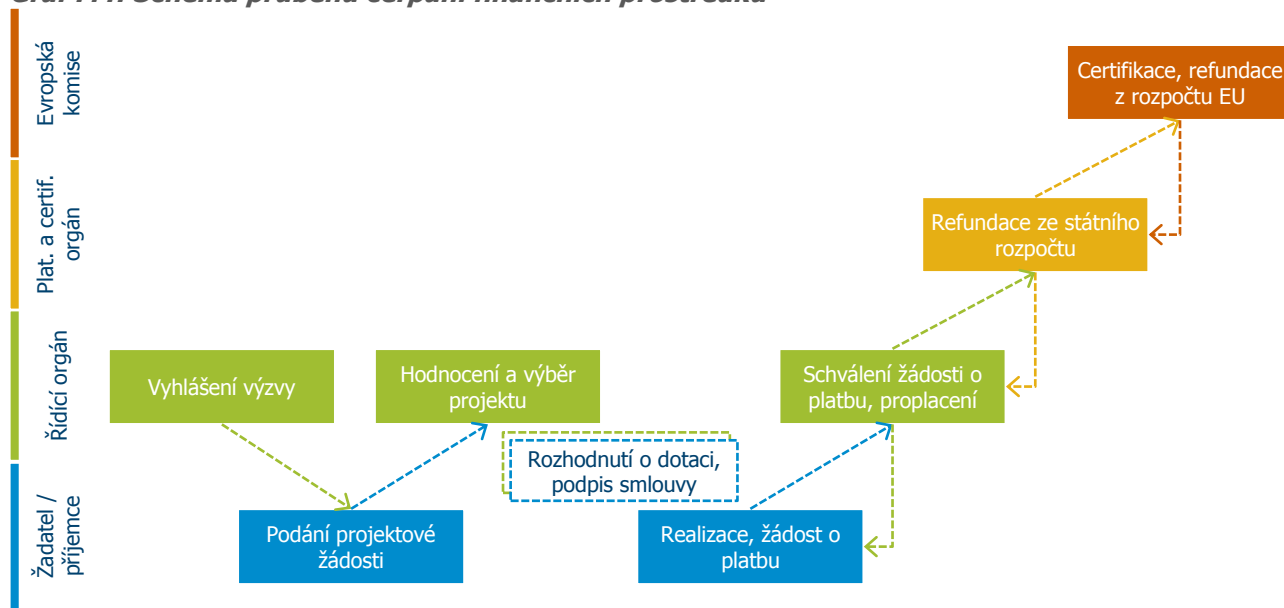 Evropská
komise
Certifikace, refundace
z rozpočtu EU
Plat. a certif.
orgán
Refundace ze státního
rozpočtu
Řídící orgán
Vyhlášení výzvy
Hodnocení a výběr
projektu
Schválení žádosti o
platbu, proplacení
Rozhodnutí o dotaci,
podpis smlouvy
Žadatel /
příjemce
Podání projektové
žádosti
Realizace, žádost o
platbu